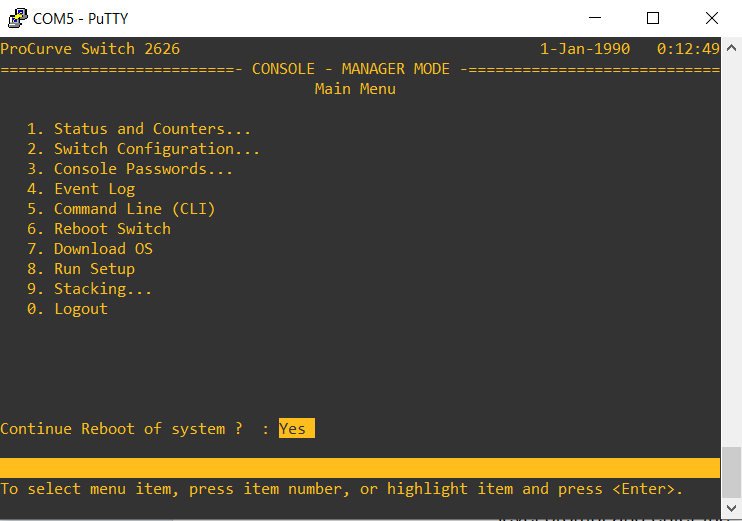 COM5 - PuTTY
ProCurve Switch 2626 1-Jan-1990 0:12:49
==========================- CONSOLE - MANAGER MODE -============================
Main Menu
1. Status and Counters...
2. Switch Configuration...
3. Console Passwords...
4. Event Log
5. Command Line (CLI)
6. Reboot Switch
7. Download OS
8. Run Setup
9. Stacking...
0. Logout
Continue Reboot of system ? : Yes
To select menu item, press item number, or highlight item and press <Enter>.